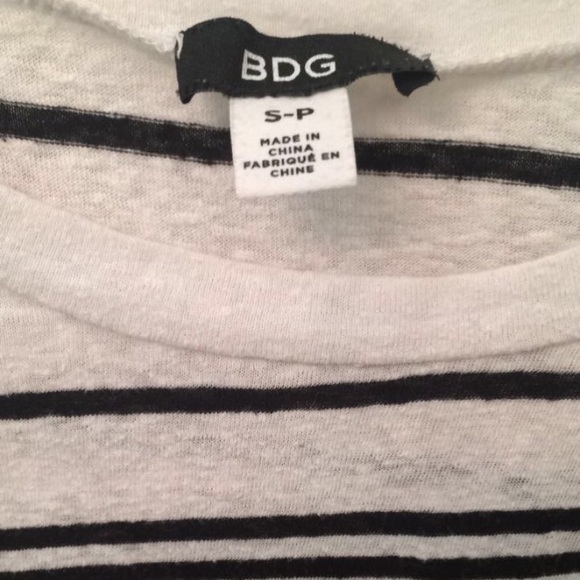 BDG
S-P
MADE IN
CHINA
FABRIQUÉ EN
CHINE